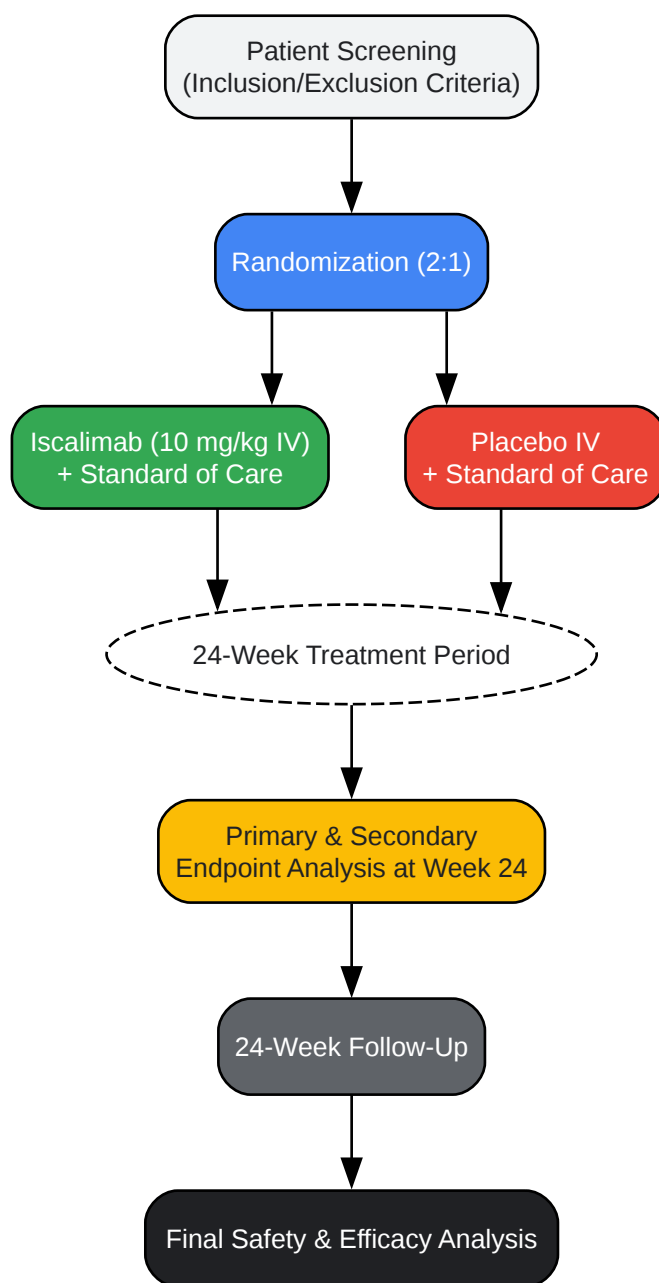 Patient Screening
(Inclusion/Exclusion Criteria)
Randomization (2:1)
Iscalimab (10 mg/kg IV)
+ Standard of Care
Placebo IV
+ Standard of Care
24-Week Treatment Period
Primary & Secondary
Endpoint Analysis at Week 24
24-Week Follow-Up
Final Safety & Efficacy Analysis